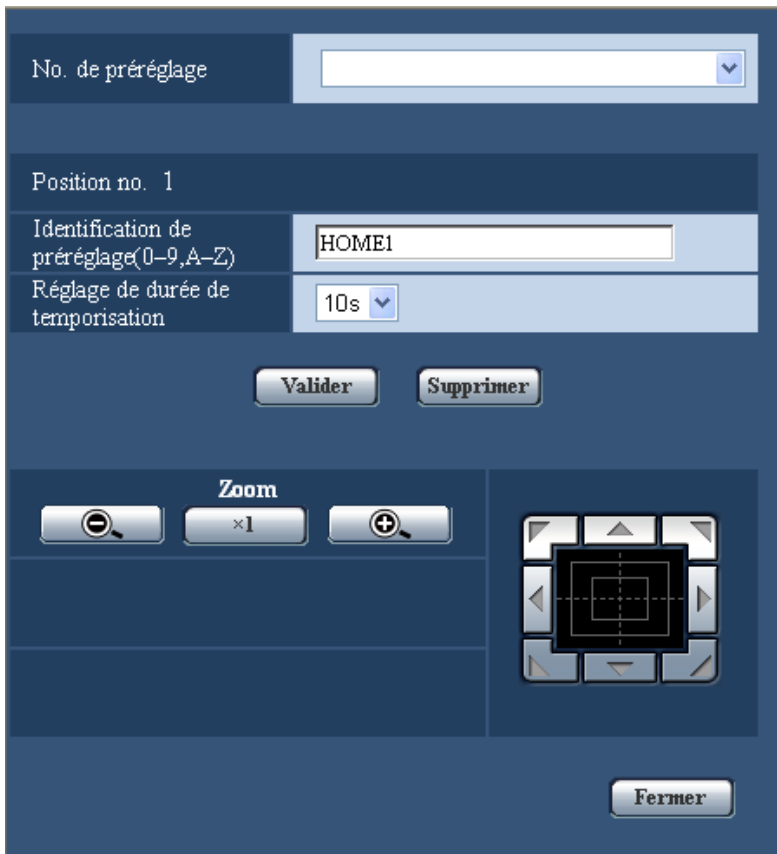 No. de préréglage
Position no. 1
Identification de
préréglage(0–9,A–Z)
HOME1
Réglage de durée de
temporisation
10s
Valider
Supprimer
Zoom
×1
Fermer